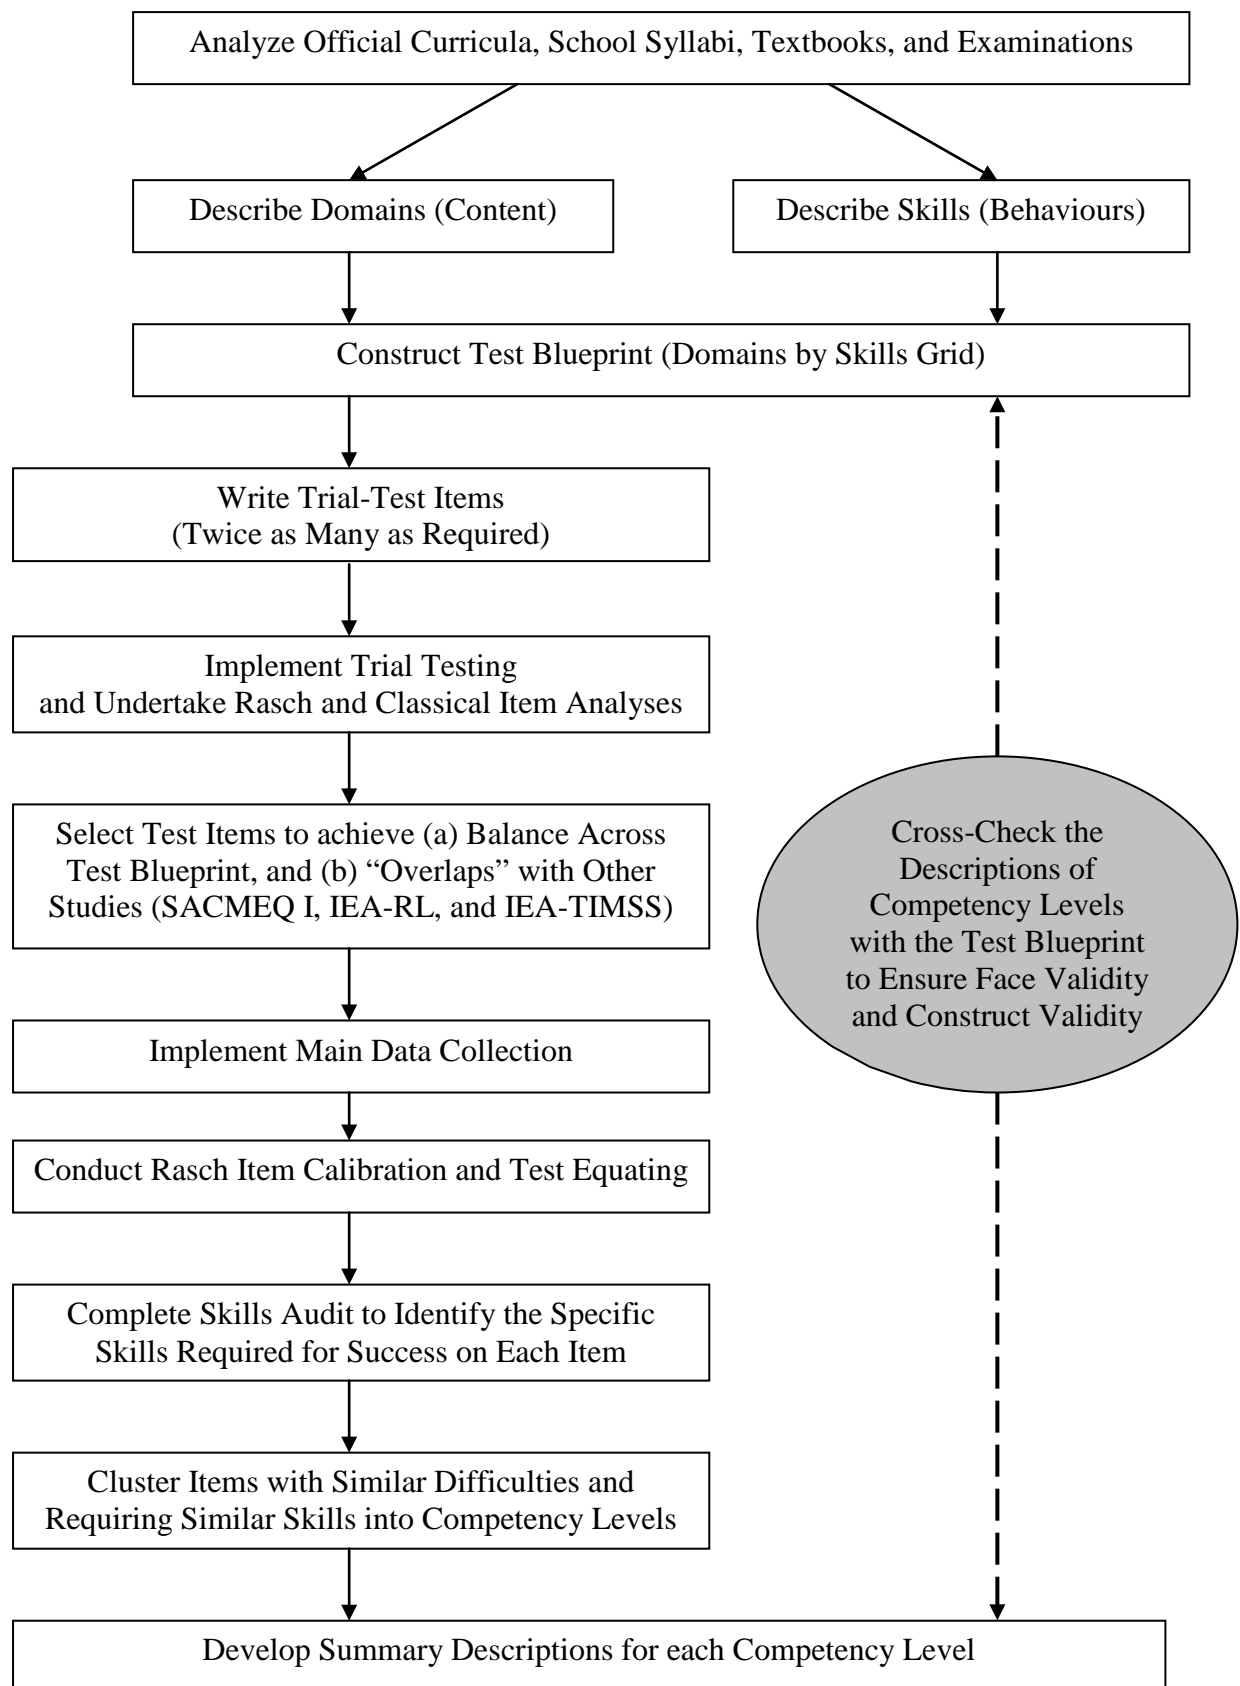 Analyze Official Curricula, School Syllabi, Textbooks, and Examinations
Describe Domains (Content)
Describe Skills (Behaviours)
Construct Test Blueprint (Domains by Skills Grid)
Write Trial-Test Items
(Twice as Many as Required)
Implement Trial Testing
and Undertake Rasch and Classical Item Analyses
Select Test Items to achieve (a) Balance Across
Test Blueprint, and (b) “Overlaps” with Other
Studies (SACMEQ I, IEA-RL, and IEA-TIMSS)
Cross-Check the
Descriptions of
Competency Levels
with the Test Blueprint
to Ensure Face Validity
and Construct Validity
Implement Main Data Collection
Conduct Rasch Item Calibration and Test Equating
Complete Skills Audit to Identify the Specific
Skills Required for Success on Each Item
Cluster Items with Similar Difficulties and
Requiring Similar Skills into Competency Levels
Develop Summary Descriptions for each Competency Level